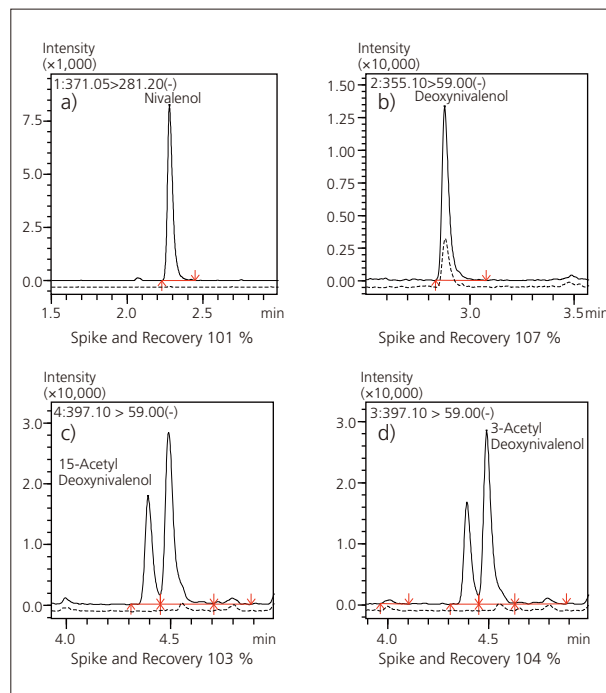 Intensity
(×1,000)
1:371.05>281.20(-)
a)
Nivalenol
7.5
5.0
2.5
0.0
1.5
2.0
2.5
min
Spike and Recovery 101 %
Intensity
(×10,000)
2:355.10>59.00(-)
Deoxynivalenol
b)
1.50
1.25
1.00
0.75
0.50
0.25
0.00
3.0
3.5min
Spike and Recovery 107 %
Intensity
(×10,000)
4:397.10 > 59.00(-)
c)
15-Acetyl
Deoxynivalenol
3.0
2.0
1.0
0.0
4.0
4.5
min
Spike and Recovery 103 %
Intensity
(×10,000)
3:397.10 > 59.00(-)
d)
3-Acetyl
Deoxynivalenol
3.0
2.0
1.0
0.0
4.0
4.5
min
Spike and Recovery 104 %